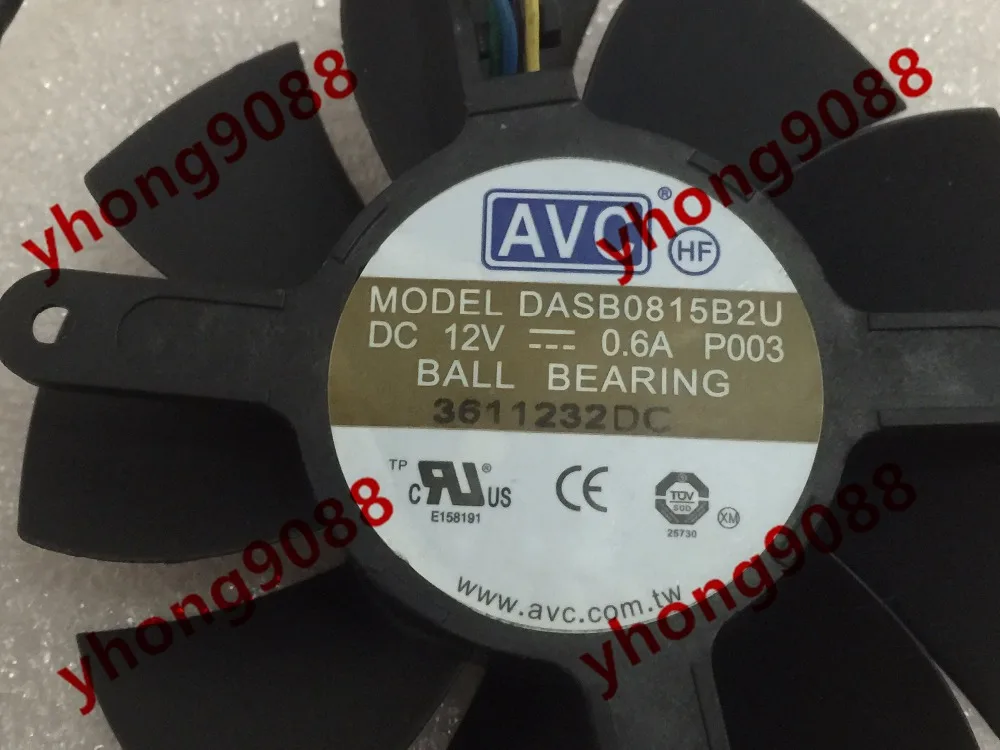 yhong9088
yhong9088
AVC ®
HF
yhong9088
MODEL DASB0815B2U
DC 12V ⎓ 0.6A P003
BALL BEARING
3611232DC
TP
C RU ® US
E158191
CE
TÜV
SÜD
25730
XM
www.avc.com.tw
yhong9088
yhong9088